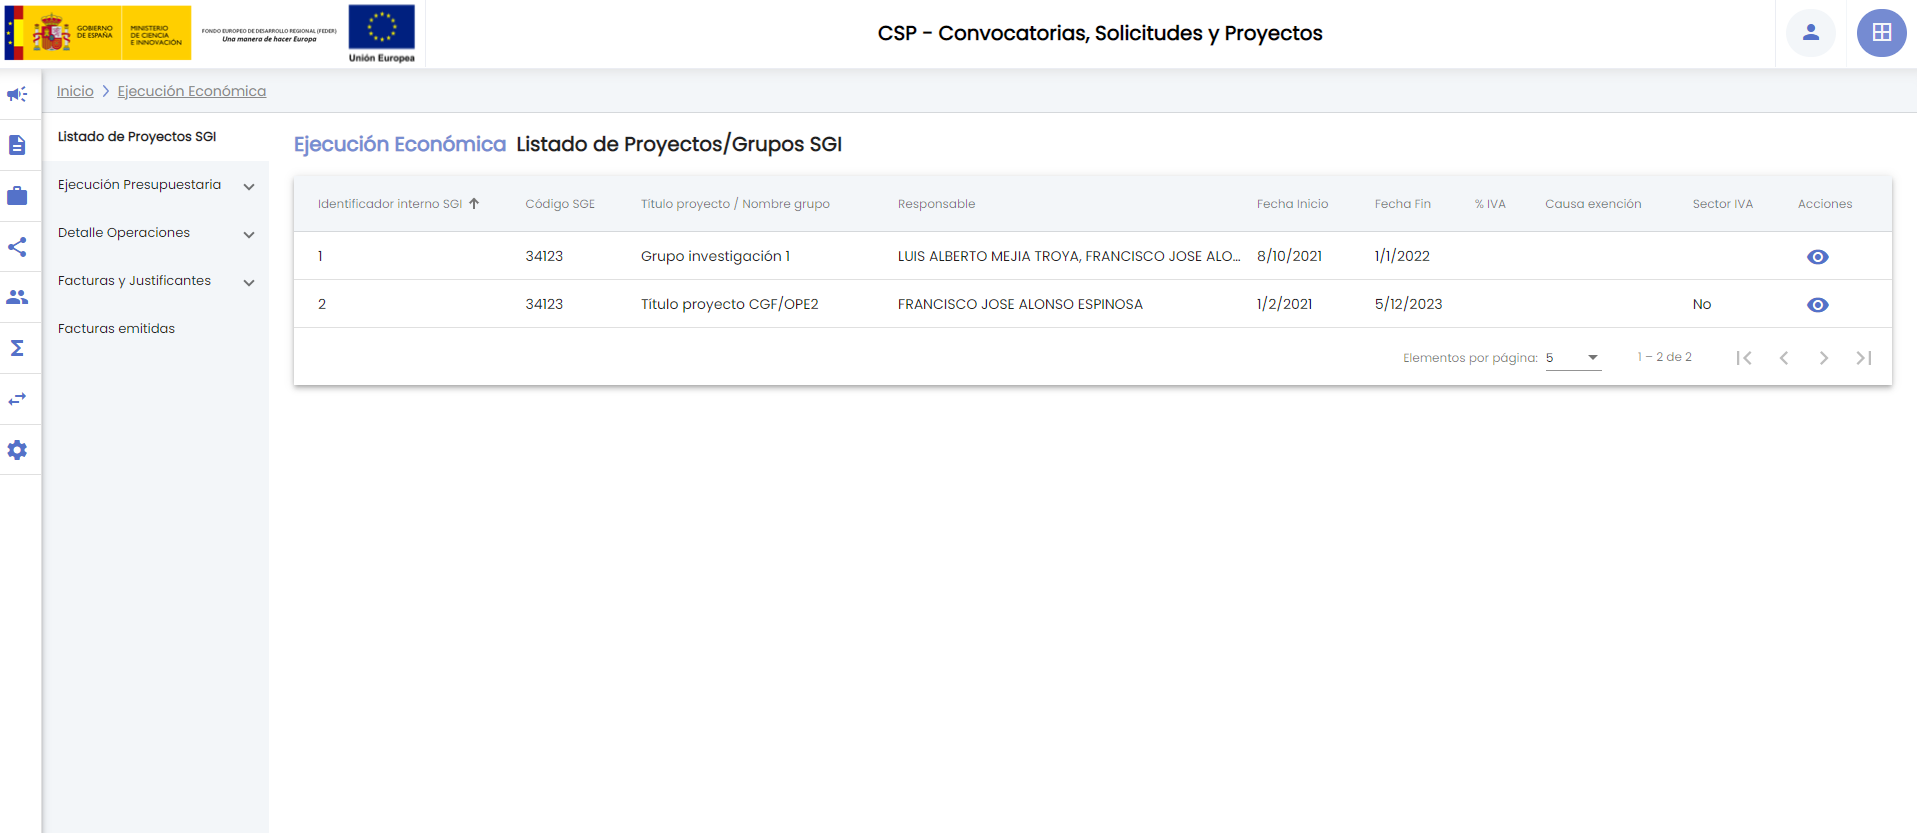 GOBIERNO
DE ESPAÑA
MINISTERIO
DE CIENCIA
E INNOVACIÓN
FONDO EUROPEO DE DESARROLLO REGIONAL (FEDER)
Una manera de hacer Europa
Unión Europea
CSP - Convocatorias, Solicitudes y Proyectos
Inicio > Ejecución Económica
Listado de Proyectos SGI
Ejecución Presupuestaria
Detalle Operaciones
Facturas y Justificantes
Facturas emitidas
Ejecución Económica Listado de Proyectos/Grupos SGI
Identificador interno SGI Código SGE Título proyecto / Nombre grupo Responsable Fecha Inicio Fecha Fin % IVA Causa exención Sector IVA Acciones
1 34123 Grupo investigación 1 LUIS ALBERTO MEJIA TROYA, FRANCISCO JOSE ALO... 8/10/2021 1/1/2022
2 34123 Título proyecto CGF/OPE2 FRANCISCO JOSE ALONSO ESPINOSA 1/2/2021 5/12/2023 No
Elementos por página: 5 1 – 2 de 2